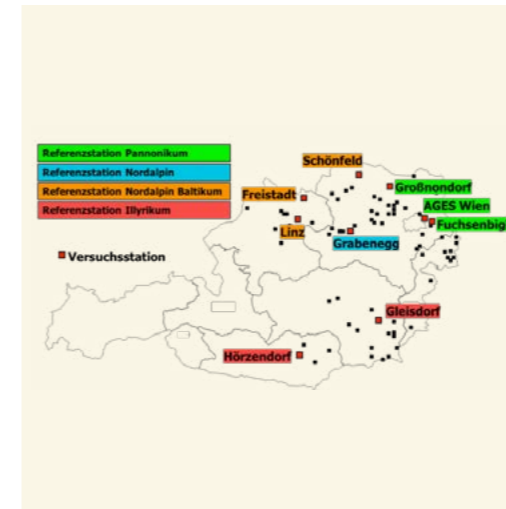 Referenzstation Pannonikum
Referenzstation Nordalpin
Referenzstation Nordalpin Baltikum
Referenzstation Illyrikum
Versuchsstation
Schönfeld
Großnondorf
Freistadt
AGES Wien
Fuchsenbig
Linz
Grabenegg
Gleisdorf
Hörzendorf